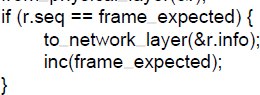 if (r.seq == frame_expected) {
to_network_layer(&r.info);
inc(frame_expected);
}